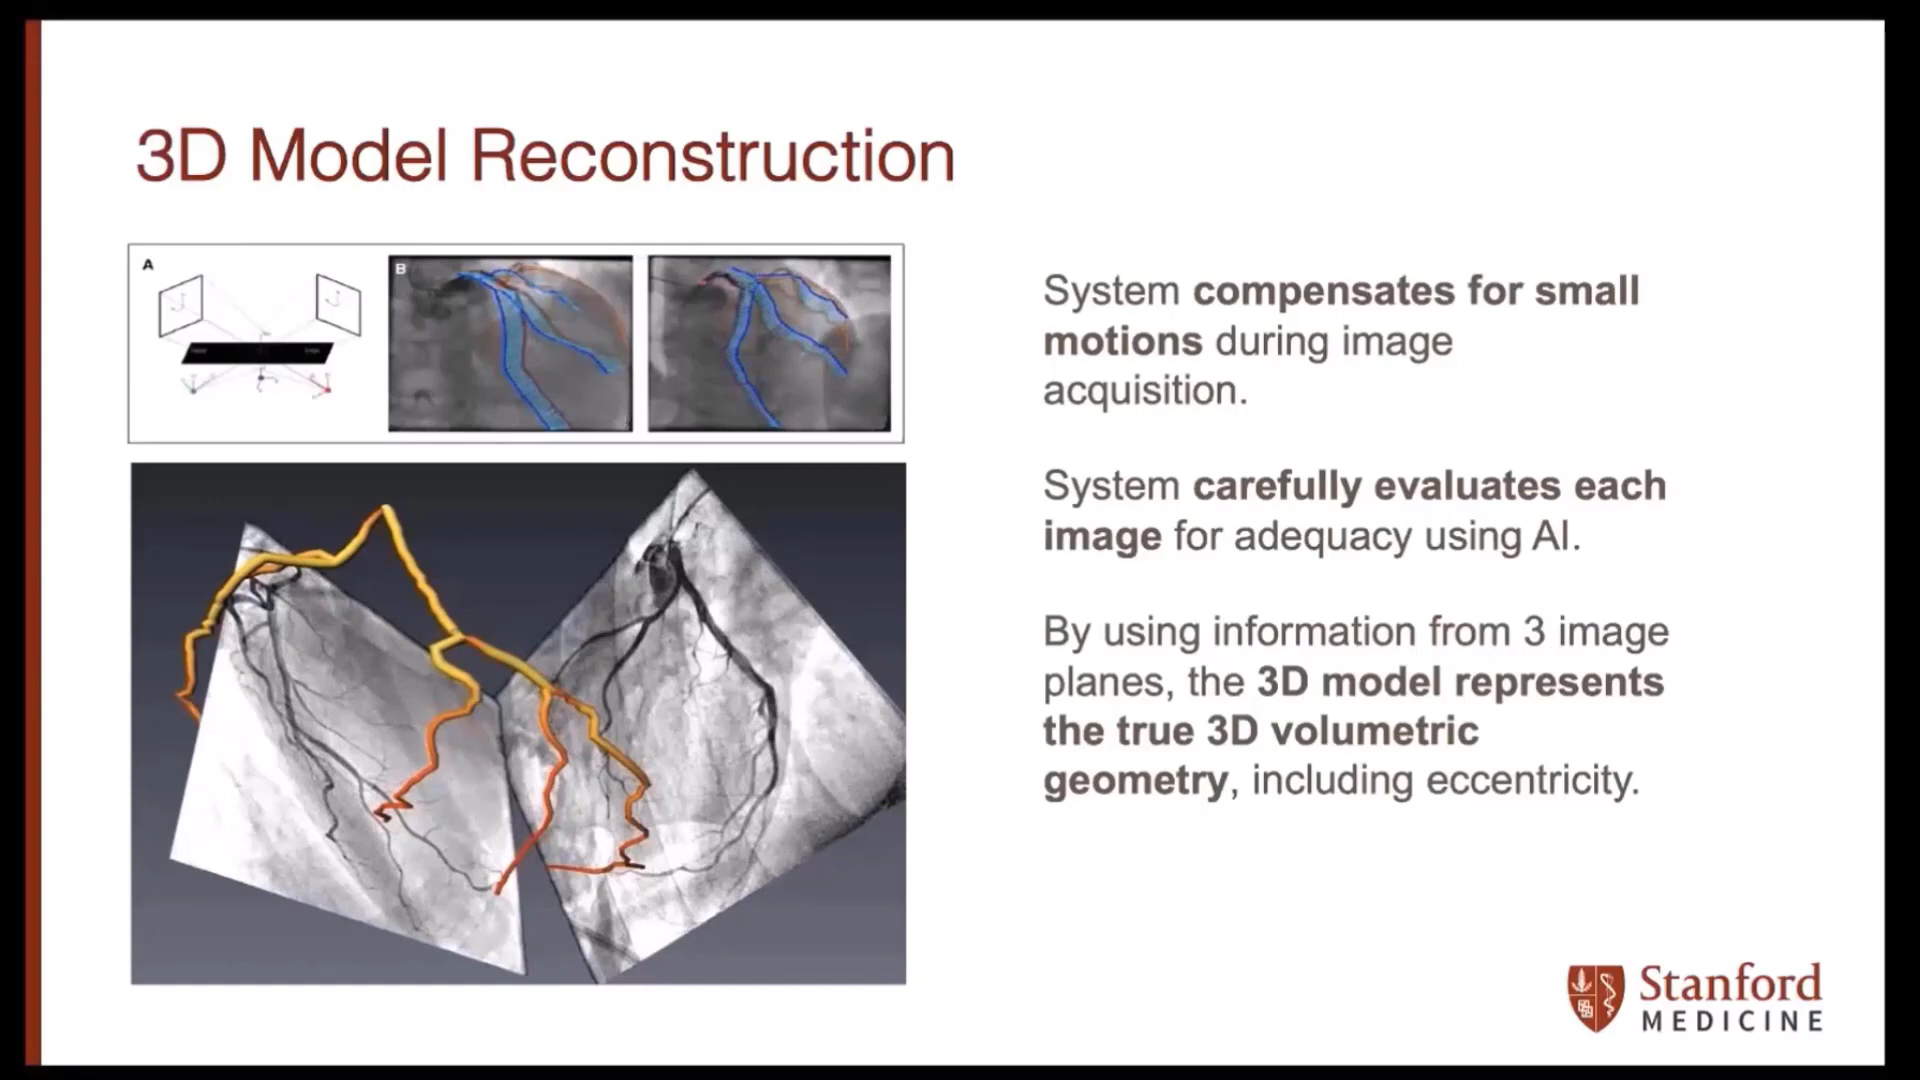 3D Model Reconstruction
A
B
System compensates for small
motions during image
acquisition.
System carefully evaluates each
image for adequacy using AI.
By using information from 3 image
planes, the 3D model represents
the true 3D volumetric
geometry, including eccentricity.
Stanford
MEDICINE